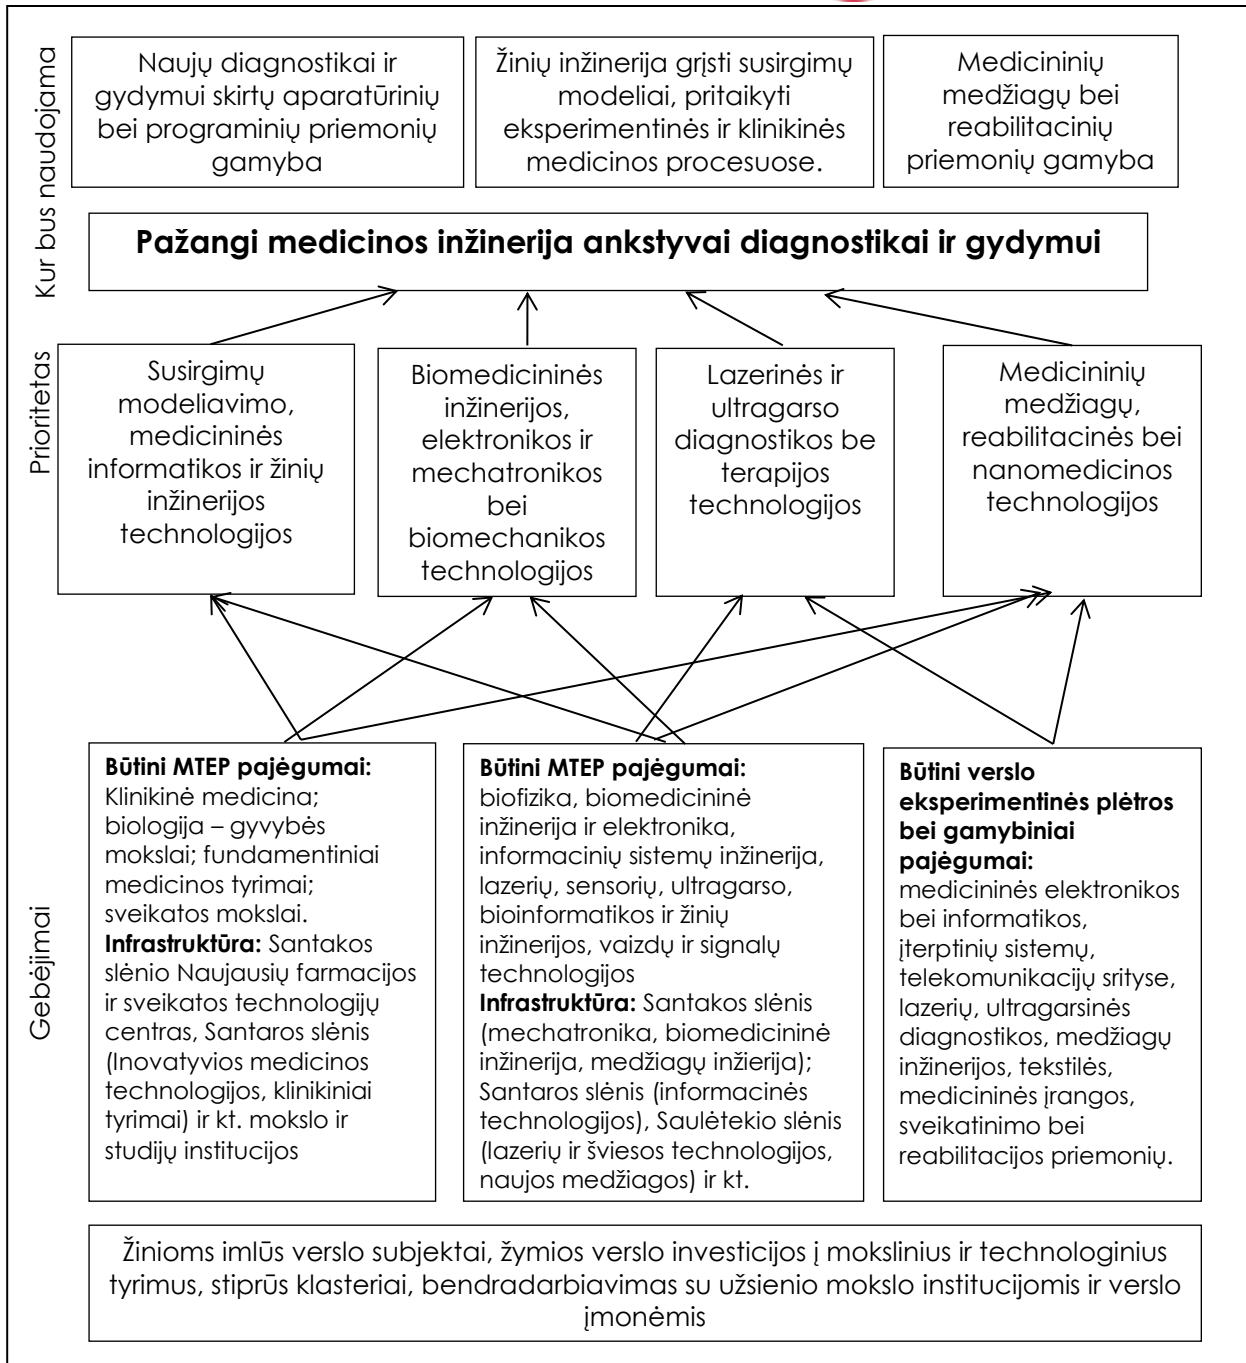 Kur bus naudojama
Naujų diagnostikai ir
gydymui skirtų aparatūrinių
bei programinių priemonių
gamyba
Žinių inžinerija grįsti susirgimų
modeliai, pritaikyti
eksperimentinės ir klinikinės
medicinos procesuose.
Medicininių
medžiagų bei
reabilitacinių
priemonių gamyba
Pažangi medicinos inžinerija ankstyvai diagnostikai ir gydymui
Prioritetas
Susirgimų
modeliavimo,
medicininės
informatikos ir žinių
inžinerijos
technologijos
Biomedicininės
inžinerijos,
elektronikos ir
mechatronikos
bei
biomechanikos
technologijos
Lazerinės ir
ultragarso
diagnostikos be
terapijos
technologijos
Medicininių
medžiagų,
reabilitacinės bei
nanomedicinos
technologijos
Gebėjimai
Būtini MTEP pajėgumai:
Klinikinė medicina;
biologija – gyvybės
mokslai; fundamentiniai
medicinos tyrimai;
sveikatos mokslai.
Infrastruktūra: Santakos
slėnio Naujausių farmacijos
ir sveikatos technologijų
centras, Santaros slėnis
(Inovatyvios medicinos
technologijos, klinikiniai
tyrimai) ir kt. mokslo ir
studijų institucijos
Būtini MTEP pajėgumai:
biofizika, biomedicininė
inžinerija ir elektronika,
informacinių sistemų inžinerija,
lazerių, sensorių, ultragarso,
bioinformatikos ir žinių
inžinerijos, vaizdų ir signalų
technologijos
Infrastruktūra: Santakos slėnis
(mechatronika, biomedicininė
inžinerija, medžiagų inžierija);
Santaros slėnis (informacinės
technologijos), Saulėtekio slėnis
(lazerių ir šviesos technologijos,
naujos medžiagos) ir kt.
Būtini verslo
eksperimentinės plėtros
bei gamybiniai
pajėgumai:
medicininės elektronikos
bei informatikos,
įterptinių sistemų,
telekomunikacijų srityse,
lazerių, ultragarsinės
diagnostikos, medžiagų
inžinerijos, tekstilės,
medicininės įrangos,
sveikatinimo bei
reabilitacijos priemonių.
Žinioms imlūs verslo subjektai, žymios verslo investicijos į mokslinius ir technologinius
tyrimus, stiprūs klasteriai, bendradarbiavimas su užsienio mokslo institucijomis ir verslo
įmonėmis